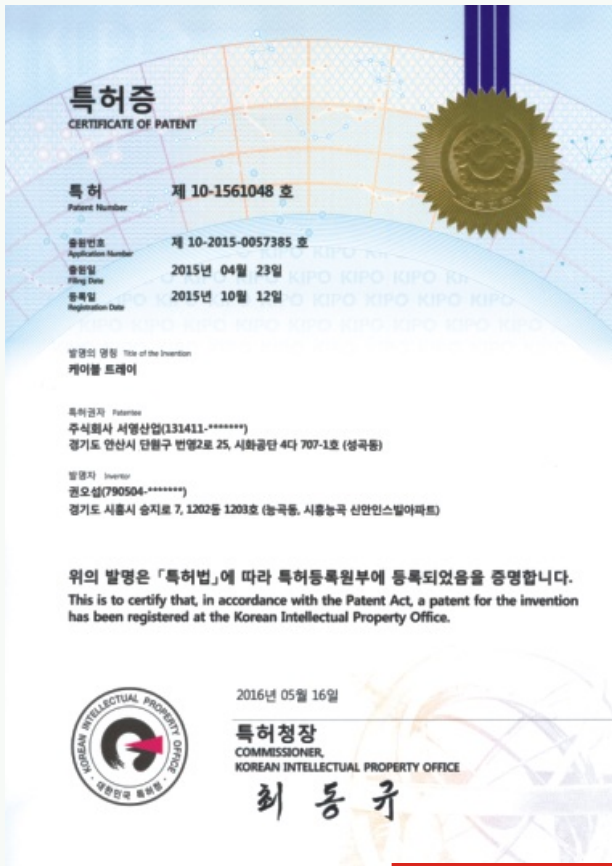 특허증
CERTIFICATE OF PATENT
특 허 제 10-1561048 호
Patent Number
출원번호 제 10-2015-0057385 호
Application Number
출원일 2015년 04월 23일
Filing Date
등록일 2015년 10월 12일
Registration Date
발명의 명칭 Title of the Invention
케이블 트레이
특허권자 Patentee
주식회사 서영산업(131411-*******)
경기도 안산시 단원구 번영2로 25, 시화공단 4다 707-1호 (성곡동)
발명자 Inventor
권오섭(790504-*******)
경기도 시흥시 승지로 7, 1202동 1203호 (능곡동, 시흥능곡 신안인스빌아파트)
위의 발명은 「특허법」에 따라 특허등록원부에 등록되었음을 증명합니다.
This is to certify that, in accordance with the Patent Act, a patent for the invention
has been registered at the Korean Intellectual Property Office.
2016년 05월 16일
특허청장
COMMISSIONER,
KOREAN INTELLECTUAL PROPERTY OFFICE
최동규
KOREAN INTELLECTUAL PROPERTY OFFICE
대한민국 특허청
KIPO KIPO KIPO KIPO